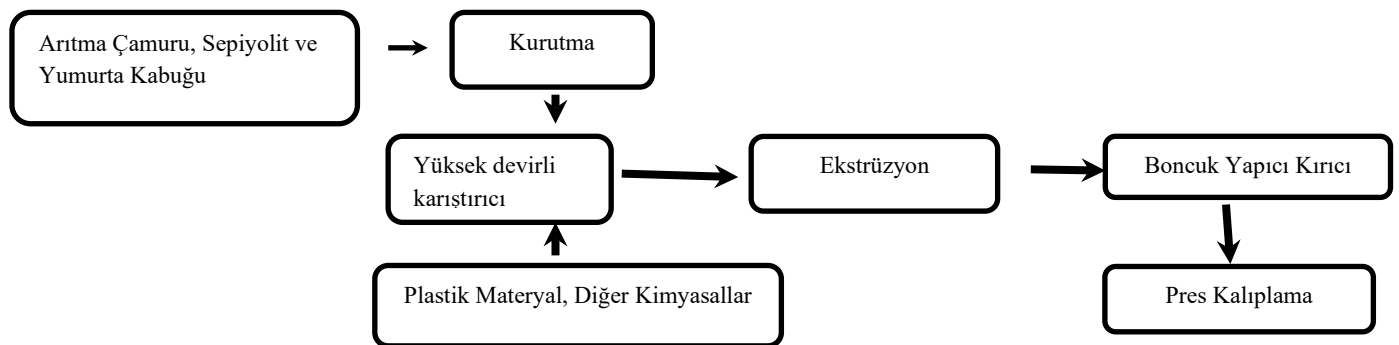 Arıtma Çamuru, Sepiyolit ve
Yumurta Kabuğu
Kurutma
Yüksek devirli
karıştırıcı
Ekstrüzyon
Boncuk Yapıcı Kırıcı
Plastik Materyal, Diğer Kimyasallar
Pres Kalıplama